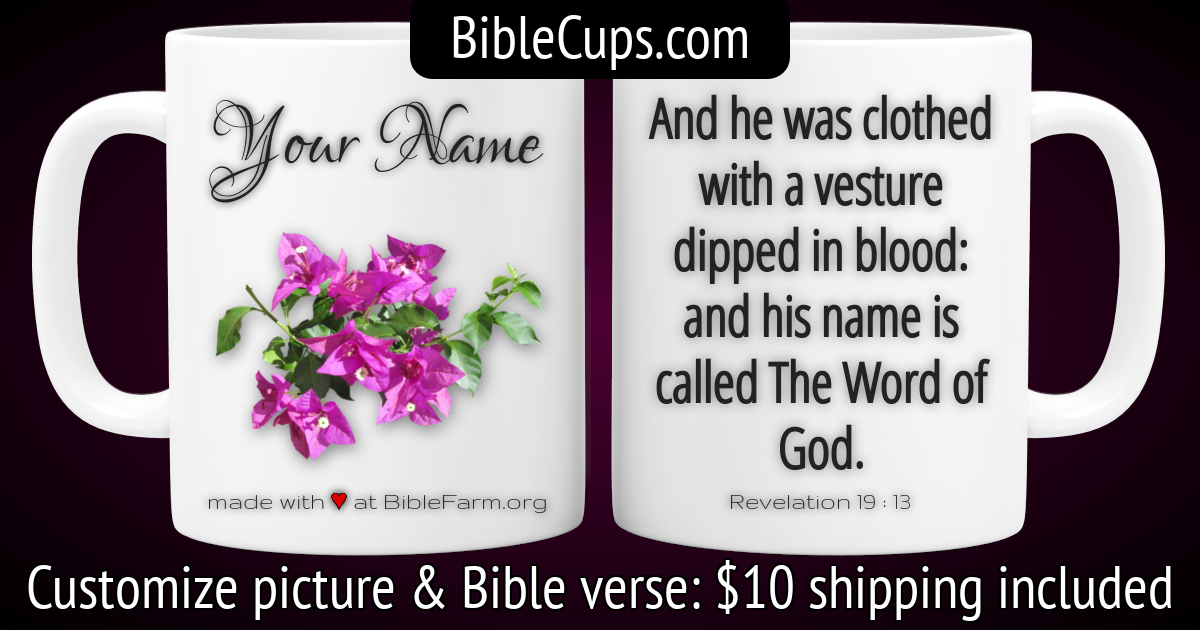 BibleCups.com
Your Name
made with ♥ at BibleFarm.org
And he was clothed
with a vesture
dipped in blood:
and his name is
called The Word of
God.
Revelation 19 : 13
Customize picture & Bible verse: $10 shipping included